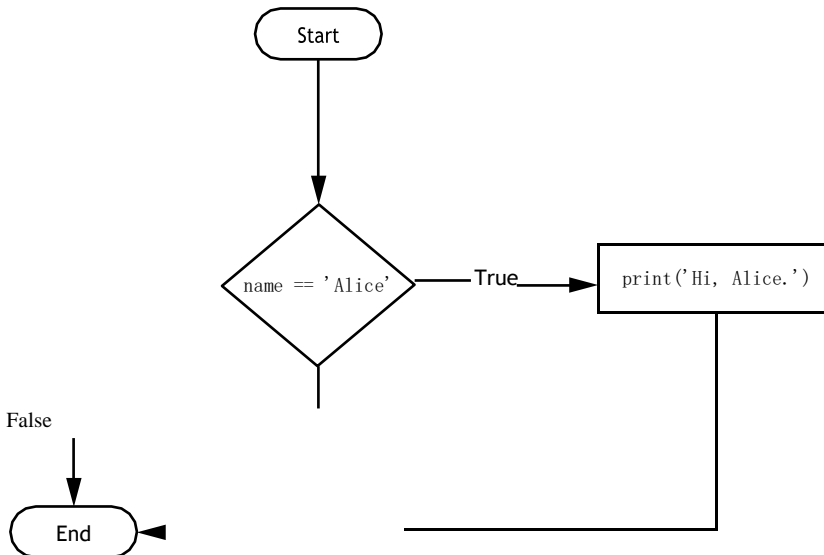 Start
name == 'Alice'
True
print('Hi, Alice.')
False
End